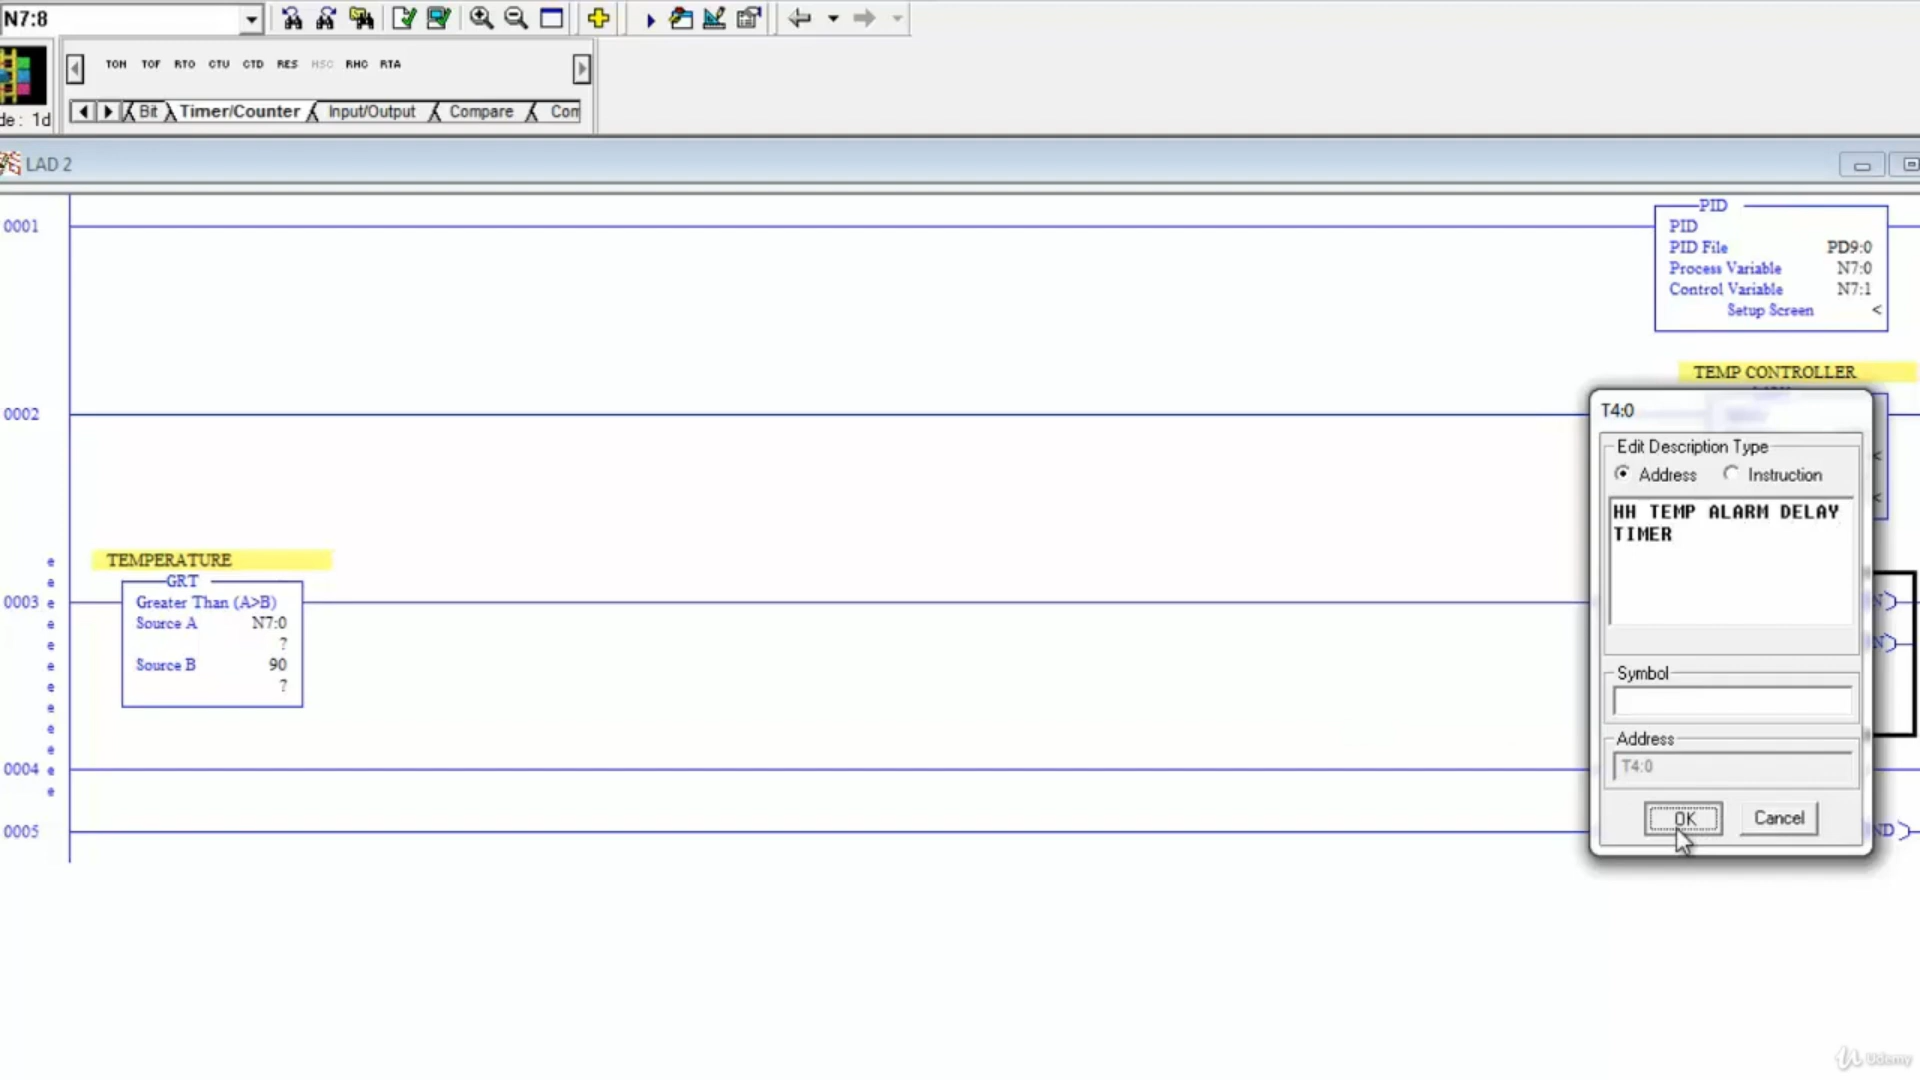 N7:8
TON TOF RTO CTU CTD RES HSC RHC RTA
de: 1d
Bit Timer/Counter Input/Output Compare Com
LAD 2
PID
0001
PID
PID File PD9:0
Process Variable N7:0
Control Variable N7:1
Setup Screen <
TEMP CONTROLLER
0002
T4:0
Edit Description Type
Address Instruction
<
<
HH TEMP ALARM DELAY
TIMER
TEMPERATURE
e
GRT
e
0003 e
Greater Than (A>B)
Source A N7:0
e
?
e
Source B 90
e
?
e
e
e
e
0004 e
e
Symbol
Address
T4:0
OK Cancel
0005
ND
Udemy